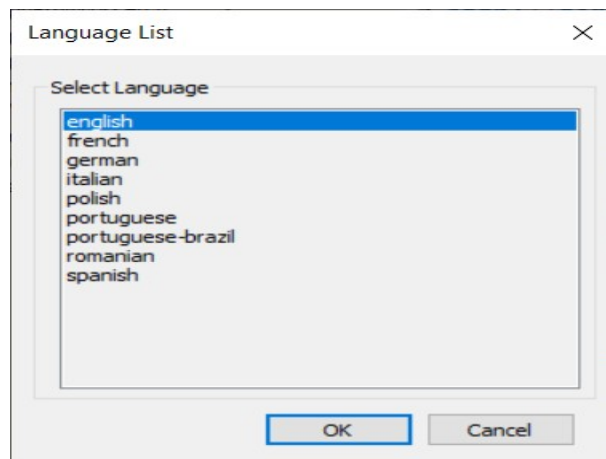 Language List
Select Language
english
french
german
italian
polish
portuguese
portuguese-brazil
romanian
spanish
OK Cancel